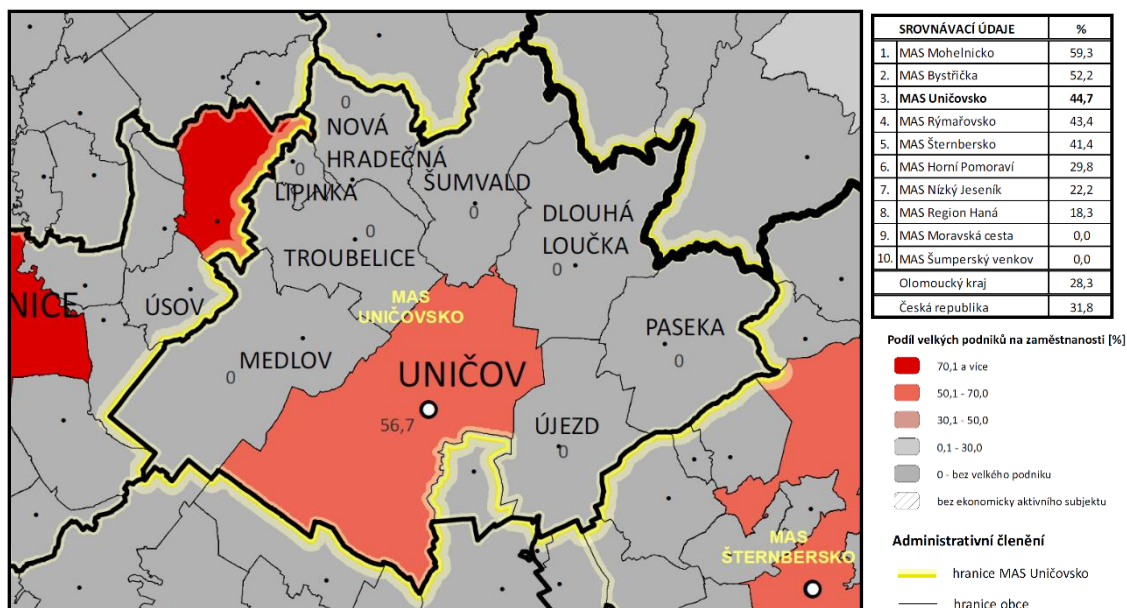 0
NOVÁ
HRADEČNÁ
0
LIPINKA
ŠUMVALD
0
DLOUHÁ
LOUČKA
0
0
TROUBELICE
NICE
ÚSOV
MAS
UNIČOVSKO
PASEKA
0
MEDLOV
0
UNIČOV
56,7
ÚJEZD
0
MAS
ŠTERNBERSKO
SROVNÁVACÍ ÚDAJE %
1. MAS Mohelnicko 59,3
2. MAS Bystřička 52,2
3. MAS Uničovsko 44,7
4. MAS Rýmařovsko 43,4
5. MAS Šternbersko 41,4
6. MAS Horní Pomoraví 29,8
7. MAS Nízký Jeseník 22,2
8. MAS Region Haná 18,3
9. MAS Moravská cesta 0,0
10. MAS Šumperský venkov 0,0
Olomoucký kraj 28,3
Česká republika 31,8
Podíl velkých podniků na zaměstnanosti [%]
70,1 a více
50,1 - 70,0
30,1 - 50,0
0,1 - 30,0
0 - bez velkého podniku
bez ekonomicky aktivního subjektu
Administrativní členění
hranice MAS Uničovsko
hranice obce